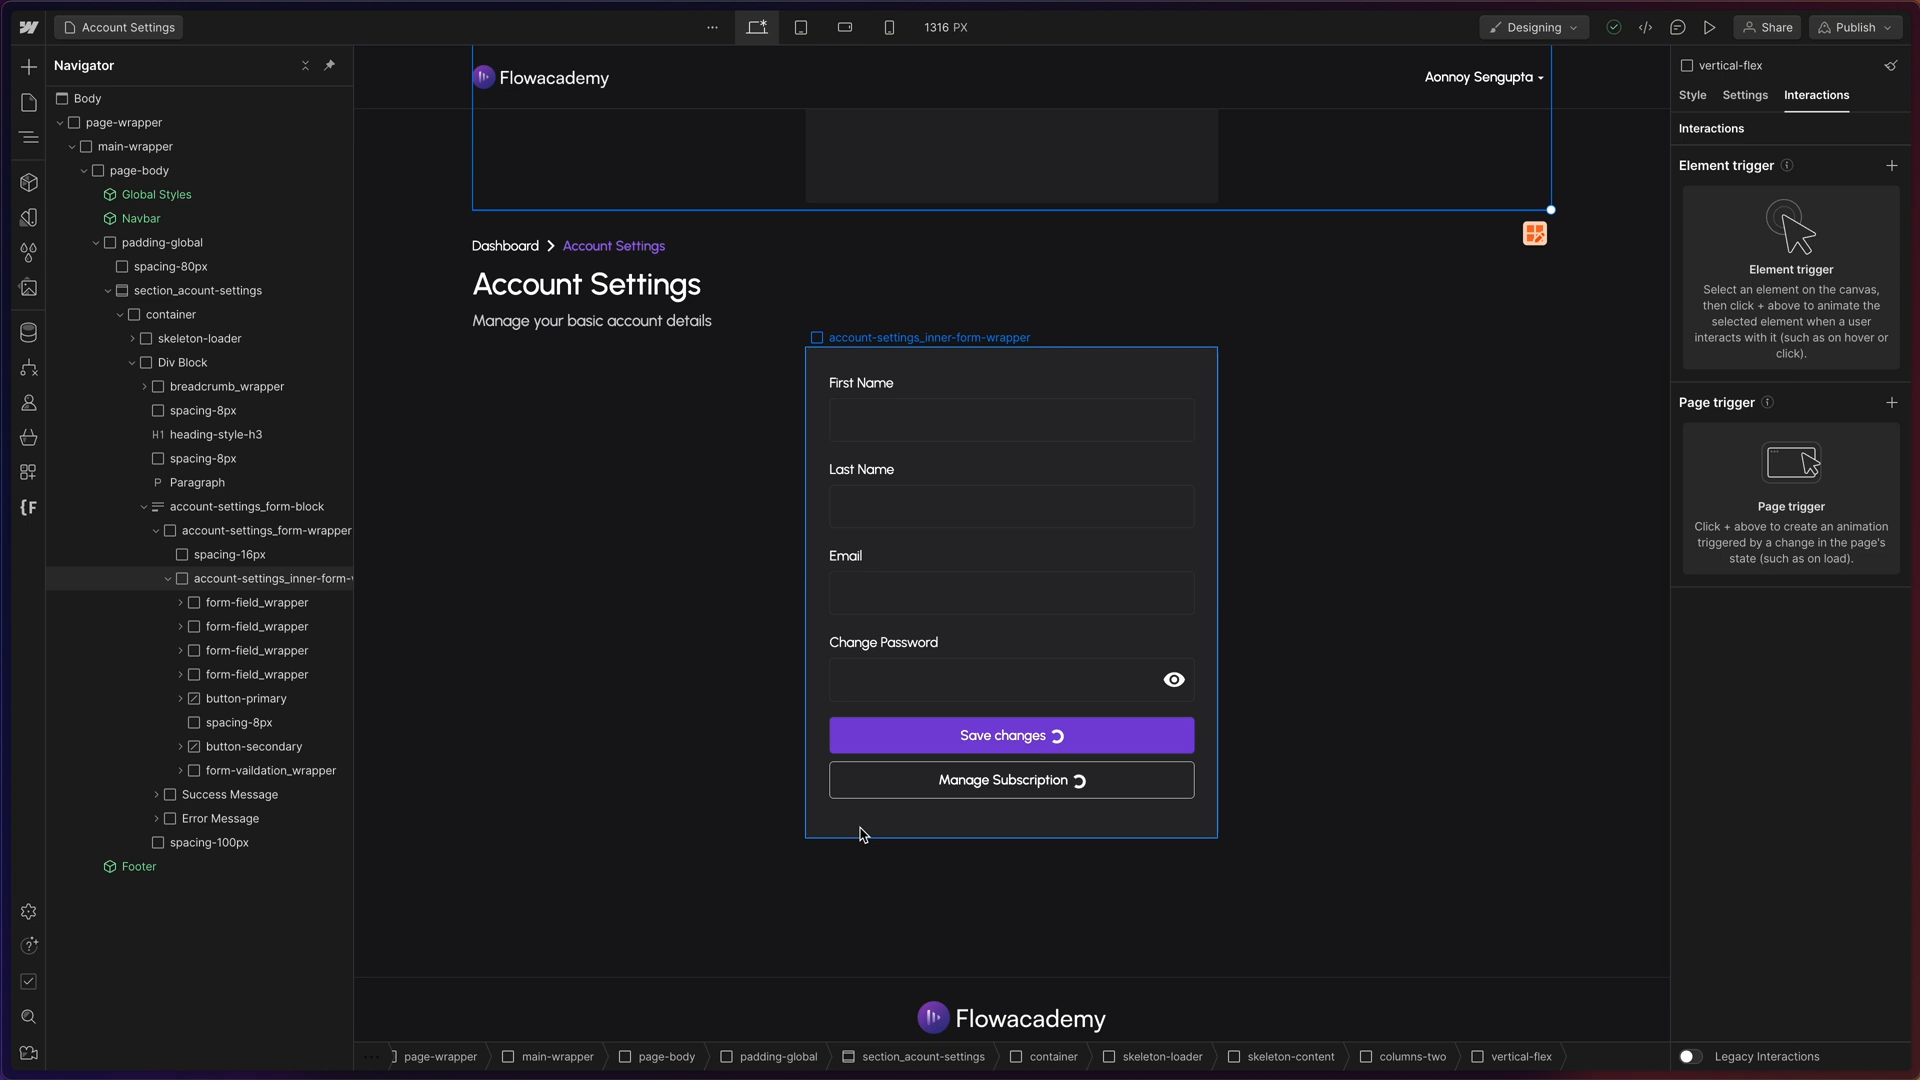 Account Settings
1316 PX
Designing
Share
Publish
Navigator
Body
page-wrapper
main-wrapper
page-body
Global Styles
Navbar
padding-global
spacing-80px
section_acount-settings
container
skeleton-loader
Div Block
breadcrumb_wrapper
spacing-8px
H1 heading-style-h3
spacing-8px
P Paragraph
account-settings_form-block
account-settings_form-wrapper
spacing-16px
account-settings_inner-form-
form-field_wrapper
form-field_wrapper
form-field_wrapper
form-field_wrapper
button-primary
spacing-8px
button-secondary
form-vaildation_wrapper
Success Message
Error Message
spacing-100px
Footer
Flowacademy
Aonnoy Sengupta
Dashboard > Account Settings
Account Settings
Manage your basic account details
account-settings_inner-form-wrapper
First Name
Last Name
Email
Change Password
Save changes
Manage Subscription
Flowacademy
vertical-flex
Style Settings Interactions
Interactions
Element trigger
Element trigger
Select an element on the canvas,
then click + above to animate the
selected element when a user
interacts with it (such as on hover or
click).
Page trigger
Page trigger
Click + above to create an animation
triggered by a change in the page's
state (such as on load).
page-wrapper main-wrapper page-body padding-global section_acount-settings container skeleton-loader skeleton-content columns-two vertical-flex
Legacy Interactions